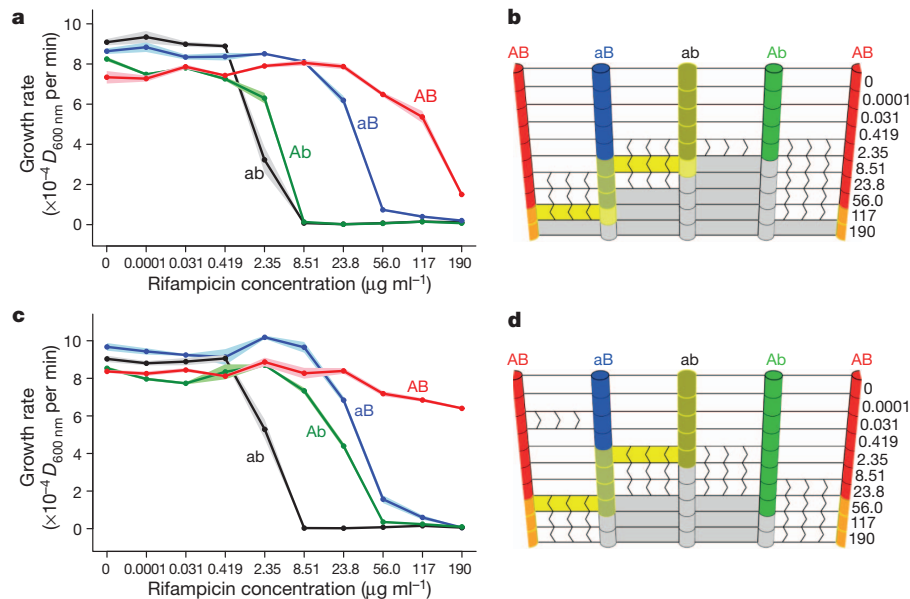 a
10
8
6
4
2
0
Growth rate
(×10⁻⁴ D₆₀₀ nm per min)
AB
aB
Ab
ab
0 0.0001 0.031 0.419 2.35 8.51 23.8 56.0 117 190
Rifampicin concentration (µg ml⁻¹)
b
AB aB ab Ab AB
0
0.0001
0.031
0.419
2.35
8.51
23.8
56.0
117
190
c
10
8
6
4
2
0
Growth rate
(×10⁻⁴ D₆₀₀ nm per min)
AB
aB
Ab
ab
0 0.0001 0.031 0.419 2.35 8.51 23.8 56.0 117 190
Rifampicin concentration (µg ml⁻¹)
d
AB aB ab Ab AB
0
0.0001
0.031
0.419
2.35
8.51
23.8
56.0
117
190